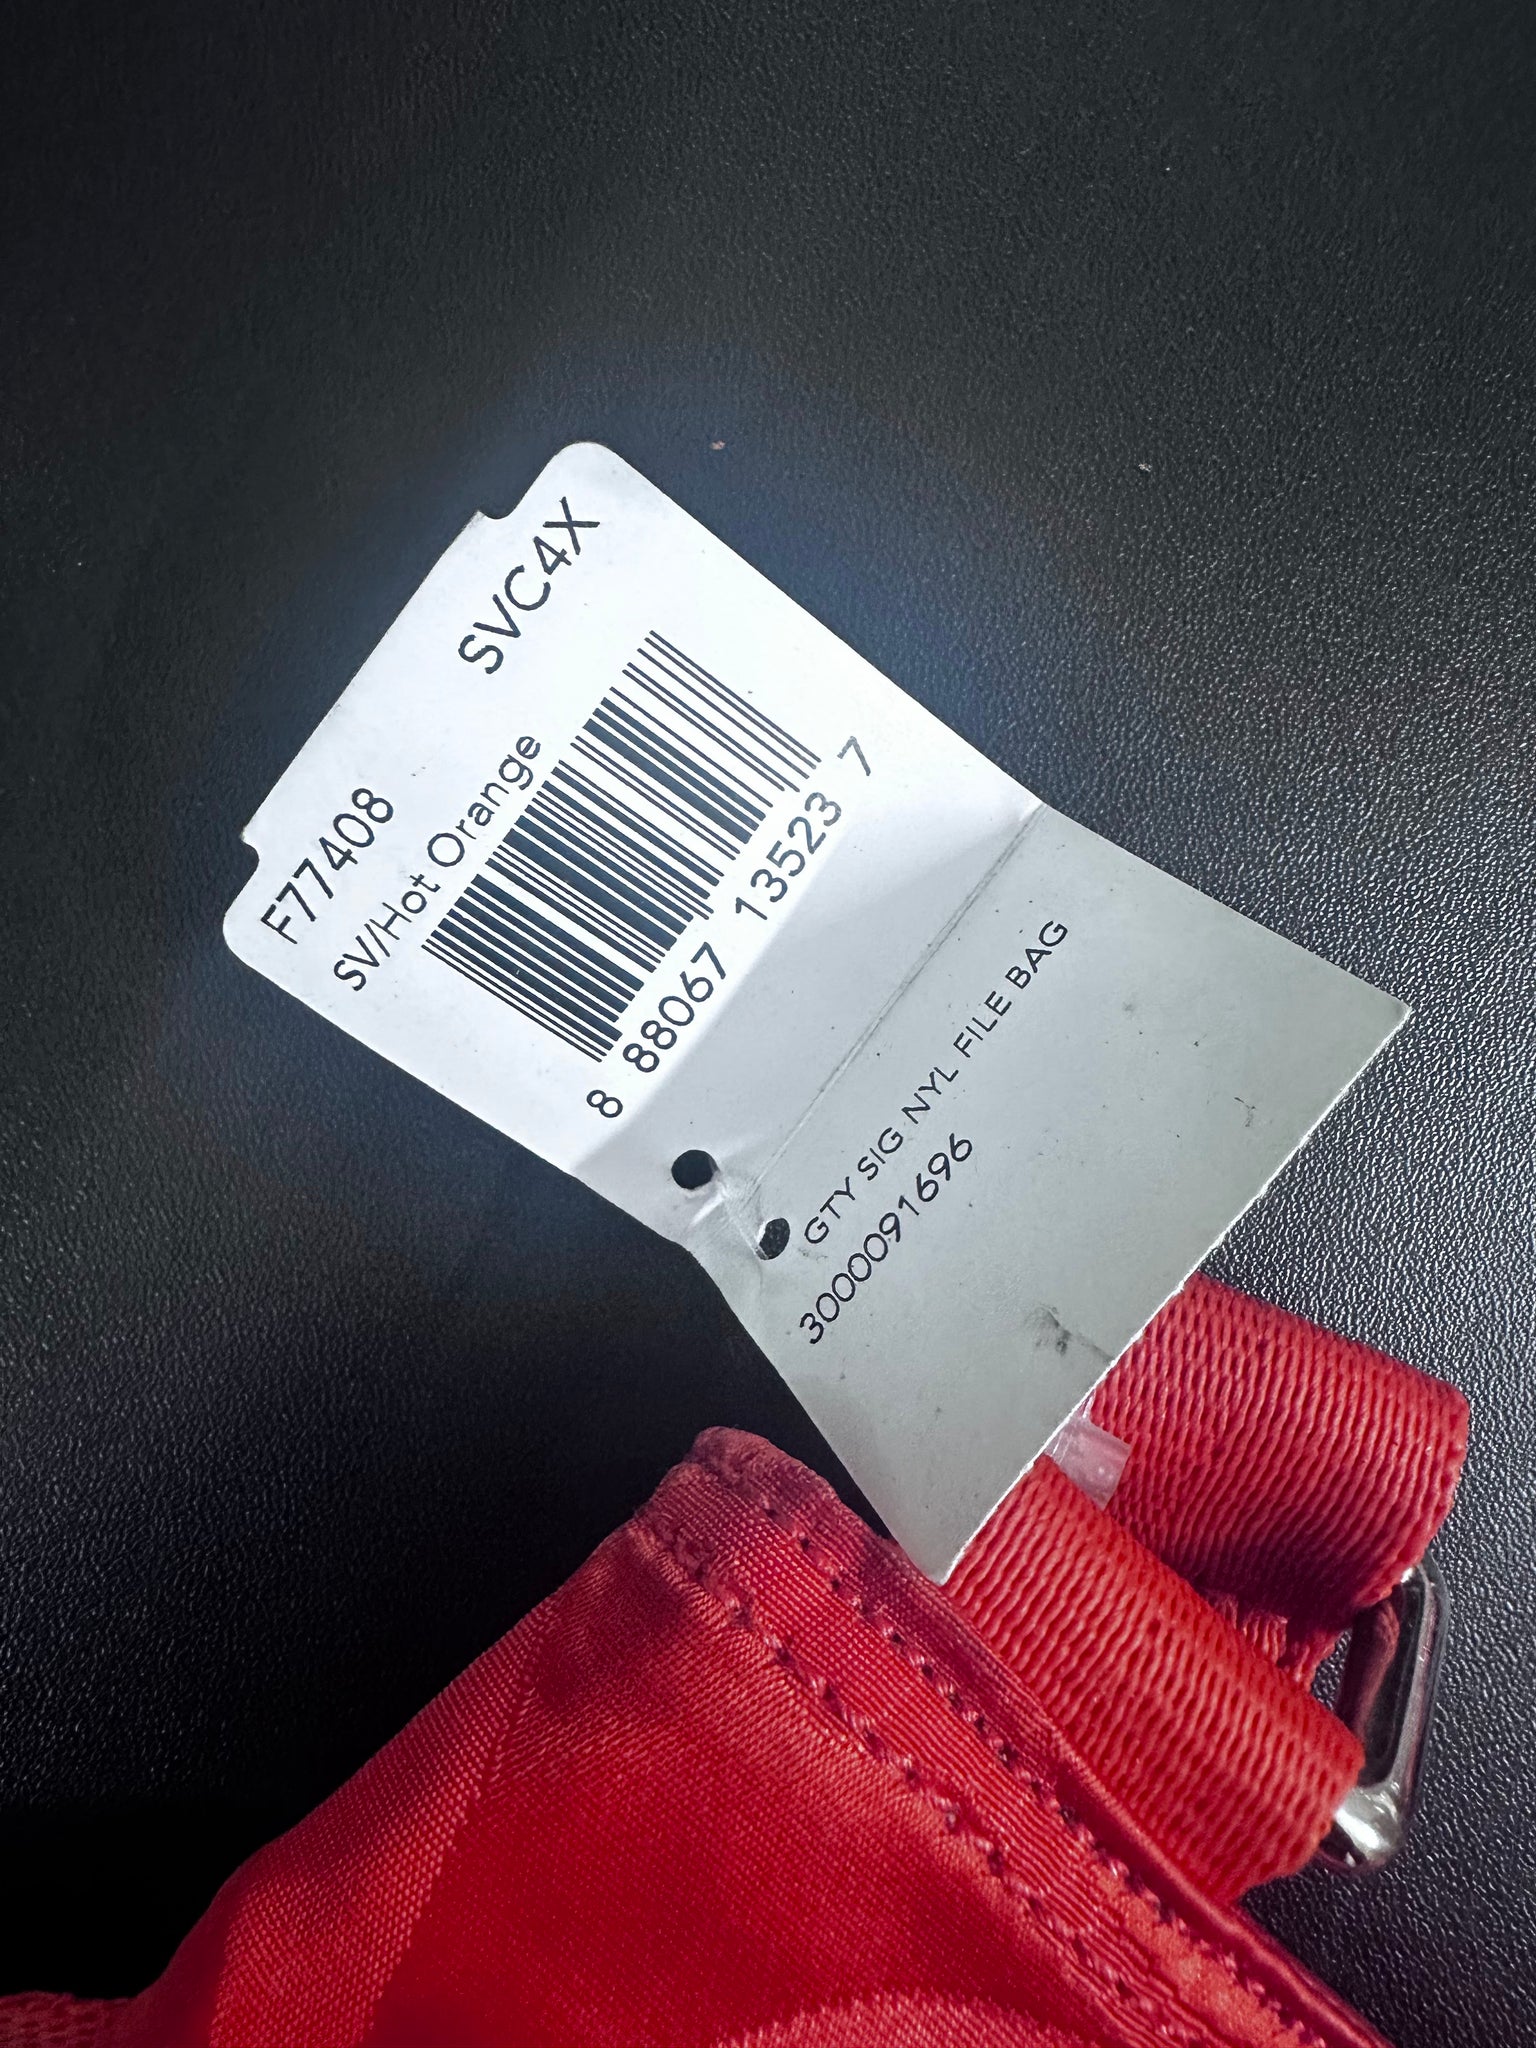 F77408 SVC4X
SV/Hot Orange
8 88067 13523 7
GTY SIG NYL FILE BAG
3000091696